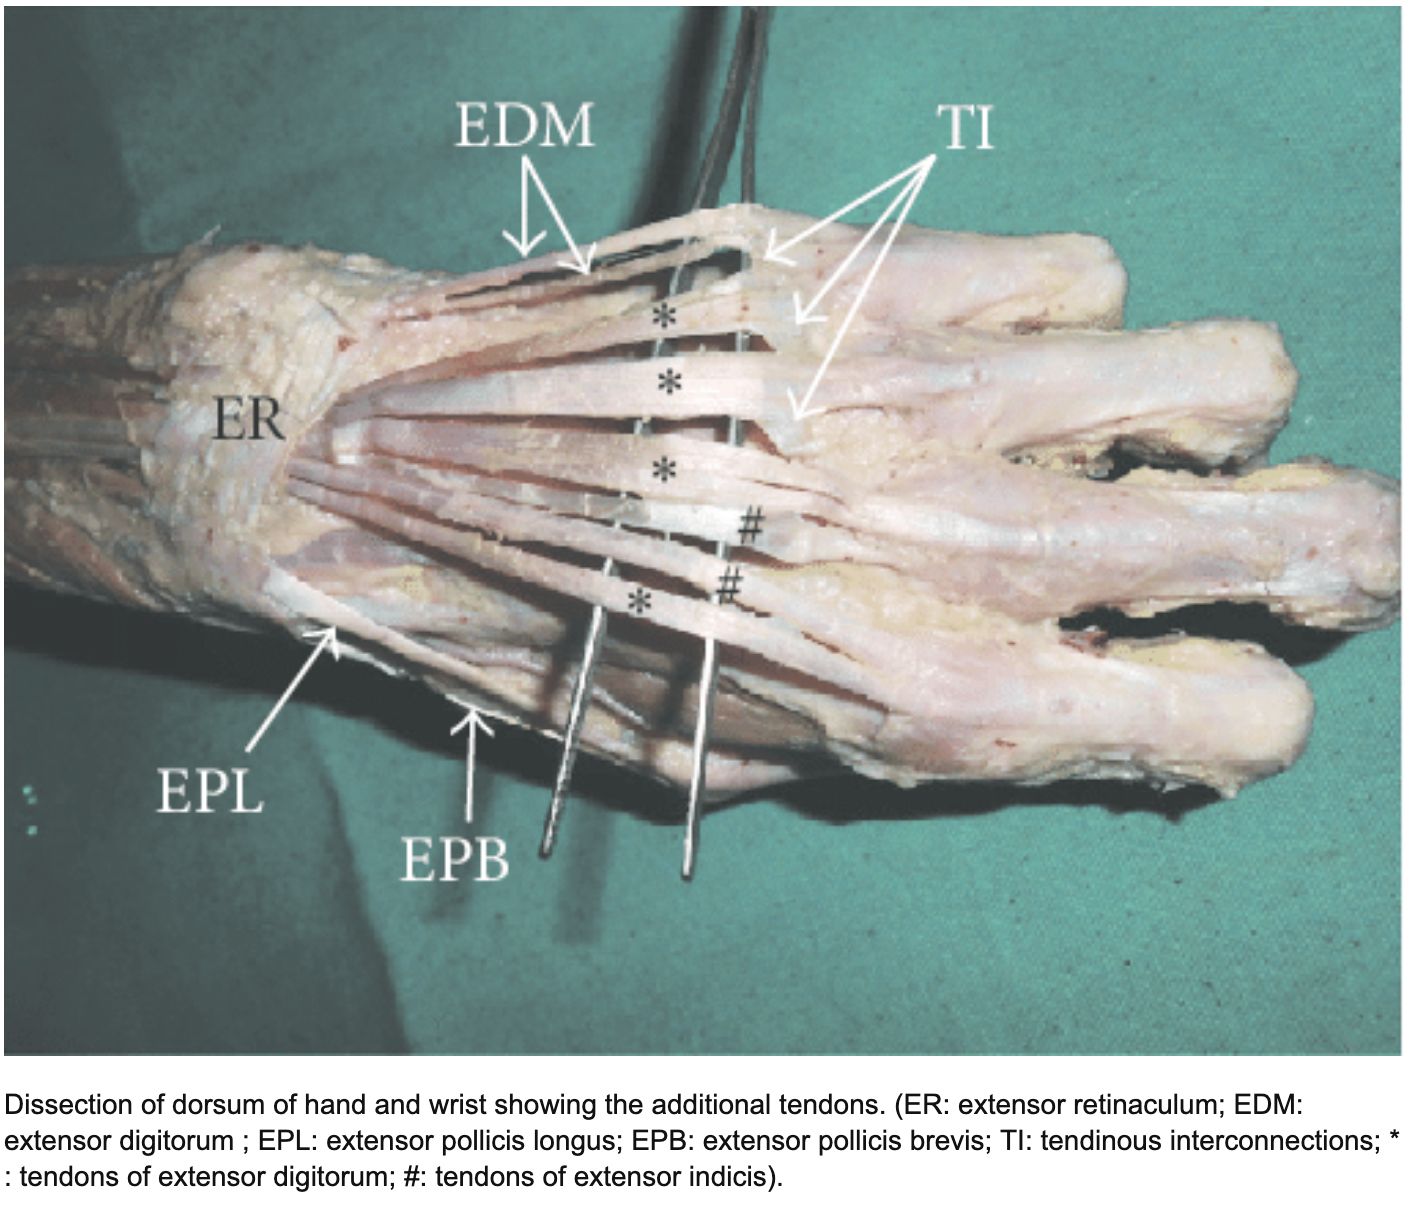 EDM
TI
*
*
ER
*
#
#
*
EPL
EPB
Dissection of dorsum of hand and wrist showing the additional tendons. (ER: extensor retinaculum; EDM:
extensor digitorum ; EPL: extensor pollicis longus; EPB: extensor pollicis brevis; TI: tendinous interconnections; *
: tendons of extensor digitorum; #: tendons of extensor indicis).